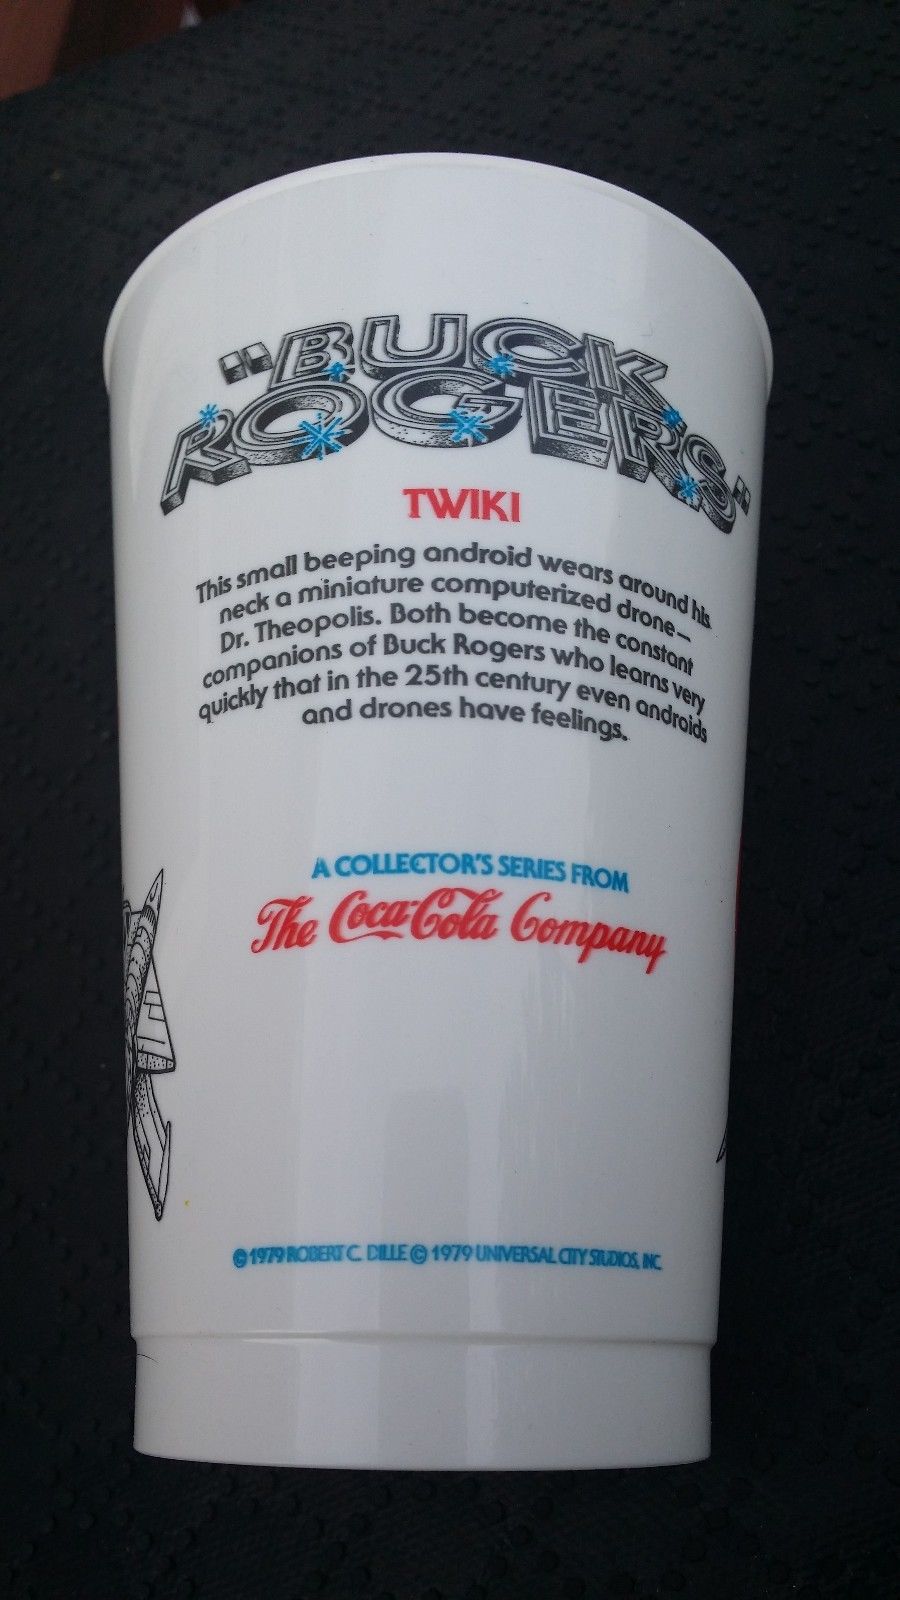 "BUCK
ROGERS"
TWIKI
This small beeping android wears around his
neck a miniature computerized drone—
Dr. Theopolis. Both become the constant
companions of Buck Rogers who learns very
quickly that in the 25th century even androids
and drones have feelings.
A COLLECTOR'S SERIES FROM
The Coca-Cola Company
© 1979 ROBERT C. DILLE © 1979 UNIVERSAL CITY STUDIOS, INC